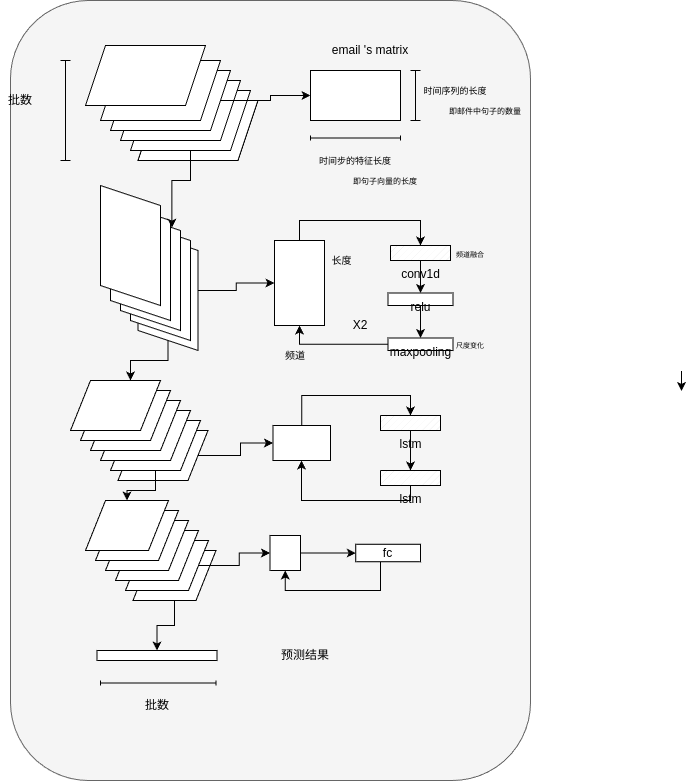 email 's matrix
批数
时间序列的长度
即邮件中句子的数量
时间步的特征长度
即句子向量的长度
长度
频道融合
conv1d
relu
X2
频道
尺度变化
maxpooling
lstm
lstm
fc
预测结果
批数